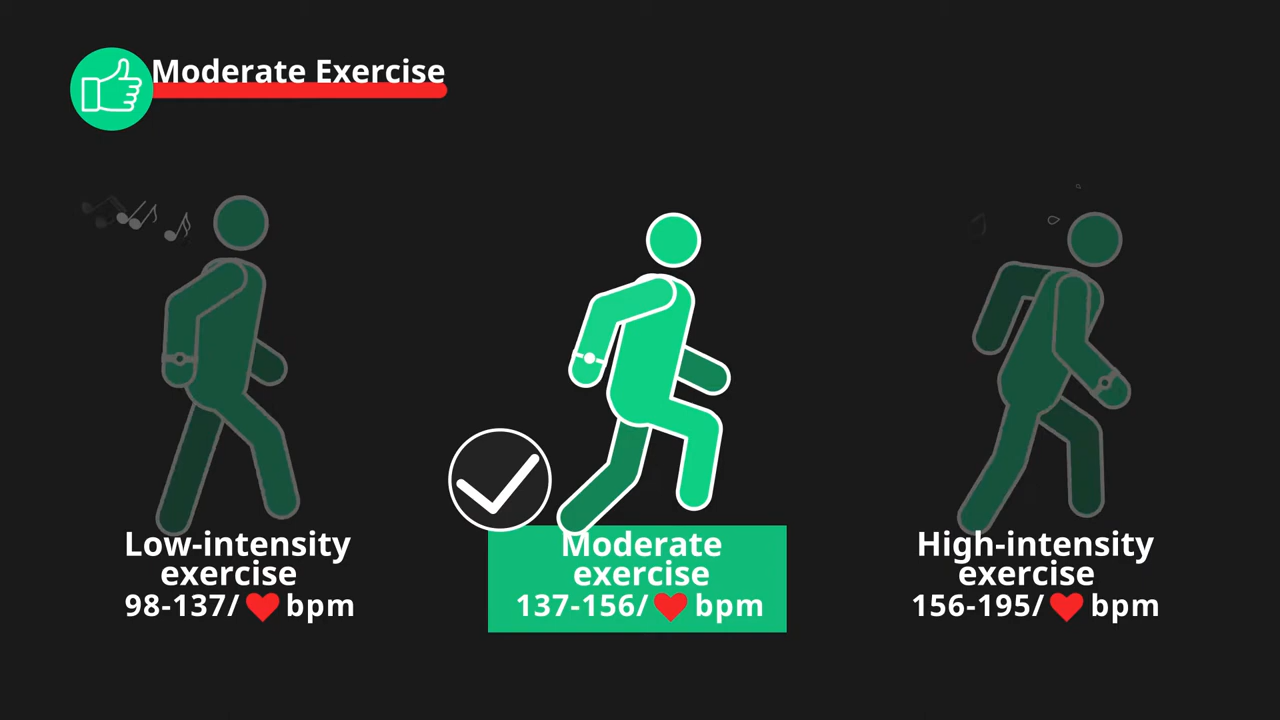 Moderate Exercise
Low-intensity
exercise
98-137/ bpm
Moderate
exercise
137-156/ bpm
High-intensity
exercise
156-195/ bpm